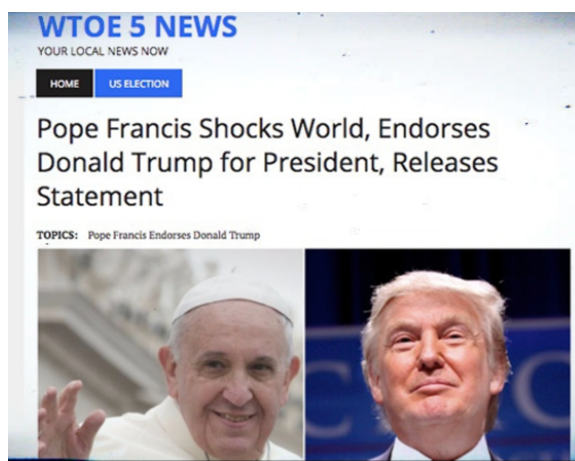 WTOE 5 NEWS
YOUR LOCAL NEWS NOW
HOME US ELECTION
Pope Francis Shocks World, Endorses
Donald Trump for President, Releases
Statement
TOPICS: Pope Francis Endorses Donald Trump